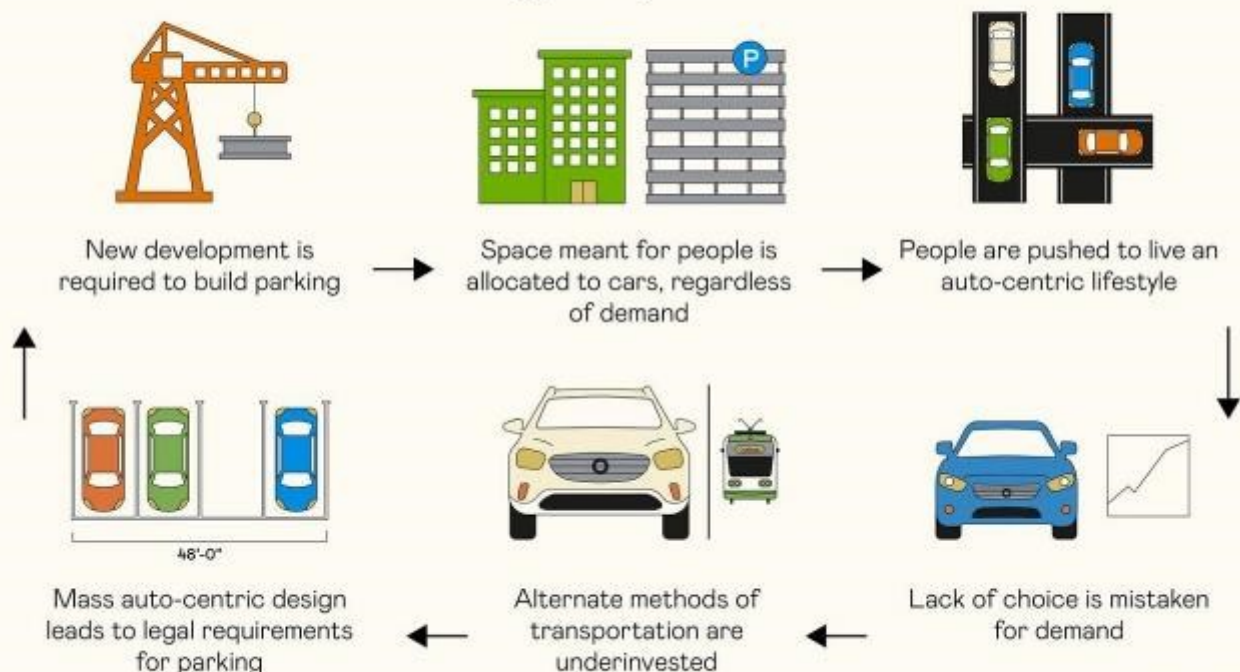 P
New development is
required to build parking
Space meant for people is
allocated to cars, regardless
of demand
People are pushed to live an
auto-centric lifestyle
48'-0"
Mass auto-centric design
leads to legal requirements
for parking
Alternate methods of
transportation are
underinvested
Lack of choice is mistaken
for demand